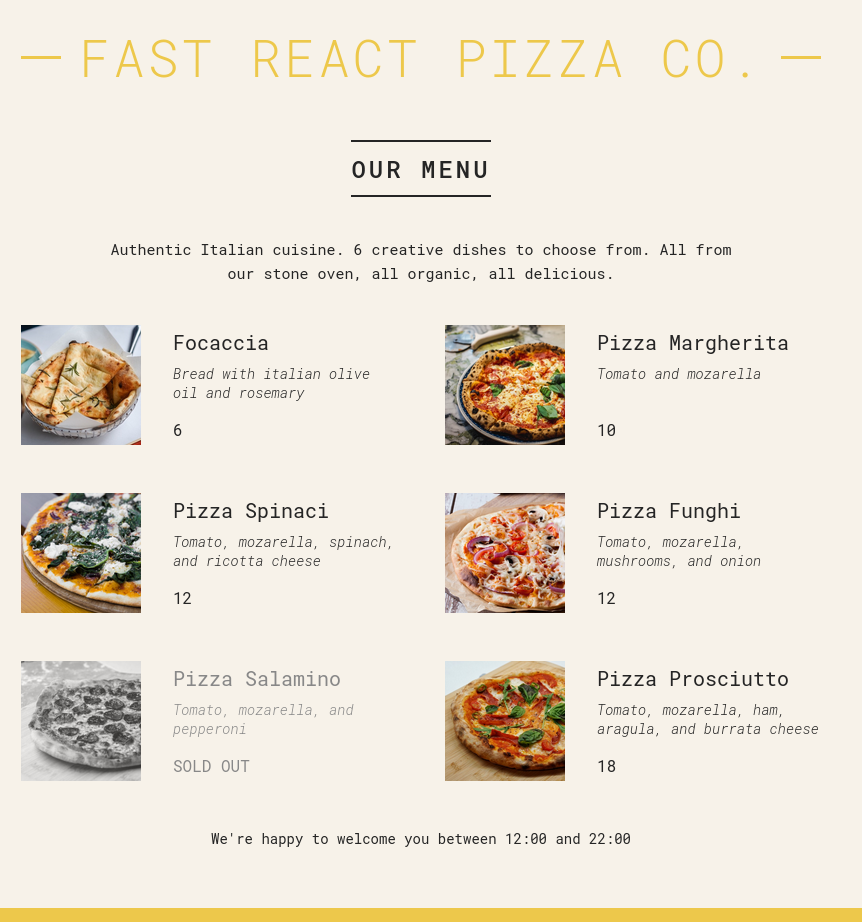 FAST REACT PIZZA CO.
OUR MENU
Authentic Italian cuisine. 6 creative dishes to choose from. All from
our stone oven, all organic, all delicious.
Focaccia
Bread with italian olive
oil and rosemary
6
Pizza Margherita
Tomato and mozarella
10
Pizza Spinaci
Tomato, mozarella, spinach,
and ricotta cheese
12
Pizza Funghi
Tomato, mozarella,
mushrooms, and onion
12
Pizza Salamino
Tomato, mozarella, and
pepperoni
SOLD OUT
Pizza Prosciutto
Tomato, mozarella, ham,
aragula, and burrata cheese
18
We're happy to welcome you between 12:00 and 22:00